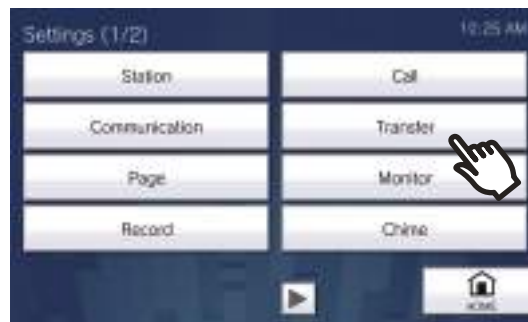 Settings (1/2) 10:25 AM
Station Call
Communication Transfer
Page Monitor
Record Chime
HOME